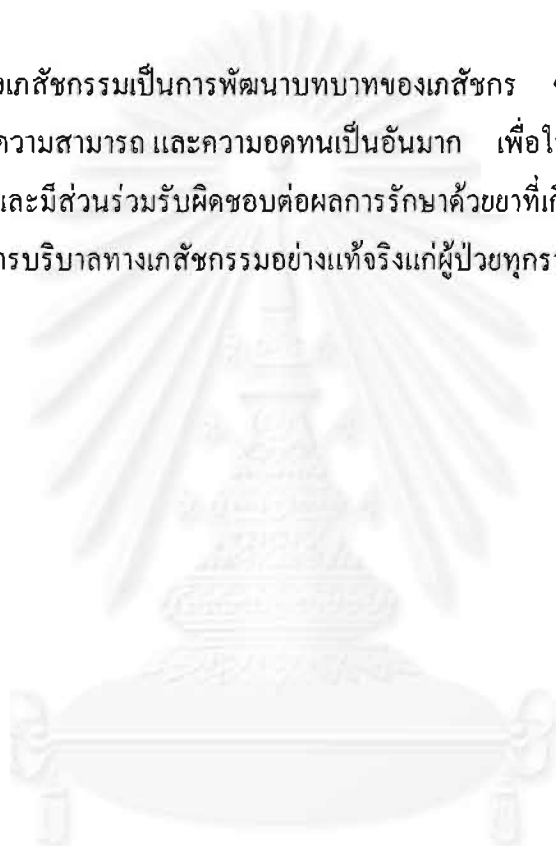 งเภสัชกรรมเป็นการพัฒนาบทบาทของเภสัชกร
ความสามารถ และความอดทนเป็นอันมาก เพื่อใ
และมีส่วนร่วมรับผิดชอบต่อผลการรักษาด้วยยาที่เกิ
ารบริบาลทางเภสัชกรรมอย่างแท้จริงแก่ผู้ป่วยทุกรา